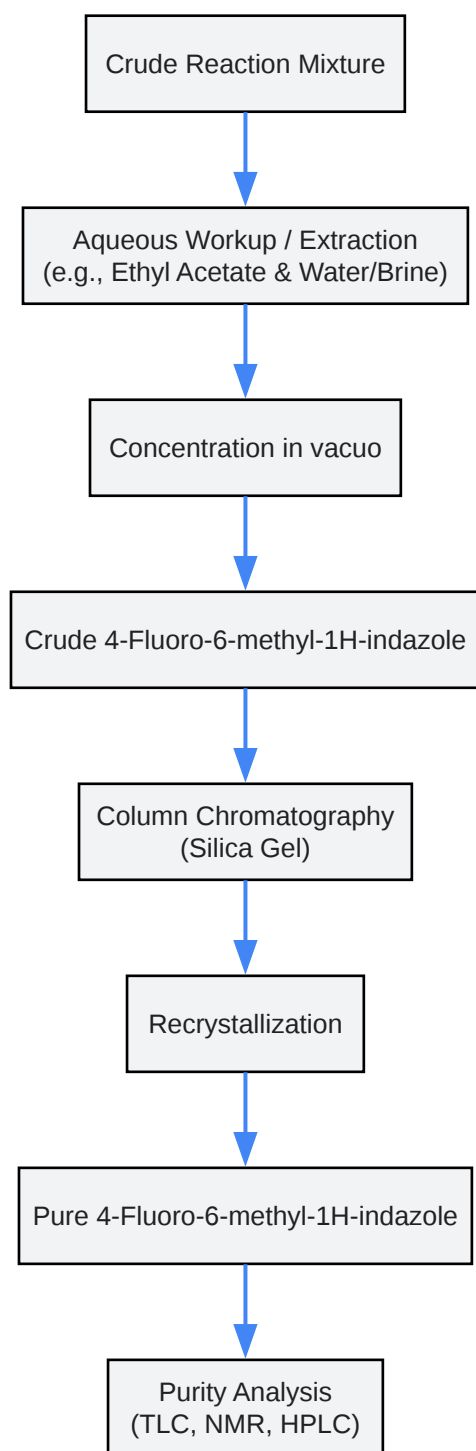 Crude Reaction Mixture
Aqueous Workup / Extraction
(e.g., Ethyl Acetate & Water/Brine)
Concentration in vacuo
Crude 4-Fluoro-6-methyl-1H-indazole
Column Chromatography
(Silica Gel)
Recrystallization
Pure 4-Fluoro-6-methyl-1H-indazole
Purity Analysis
(TLC, NMR, HPLC)